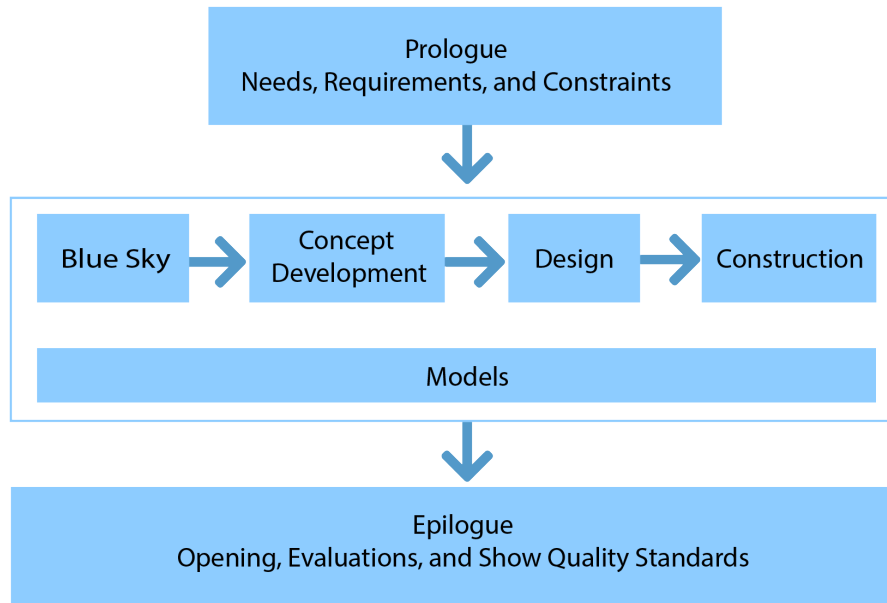 Prologue
Needs, Requirements, and Constraints
Blue Sky
Concept
Development
Design
Construction
Models
Epilogue
Opening, Evaluations, and Show Quality Standards